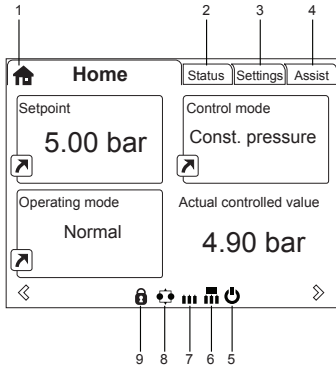 1 2 3 4
Home Status Settings Assist
Setpoint
5.00 bar
Control mode
Const. pressure
Operating mode
Normal
Actual controlled value
4.90 bar
9 8 7 6 5